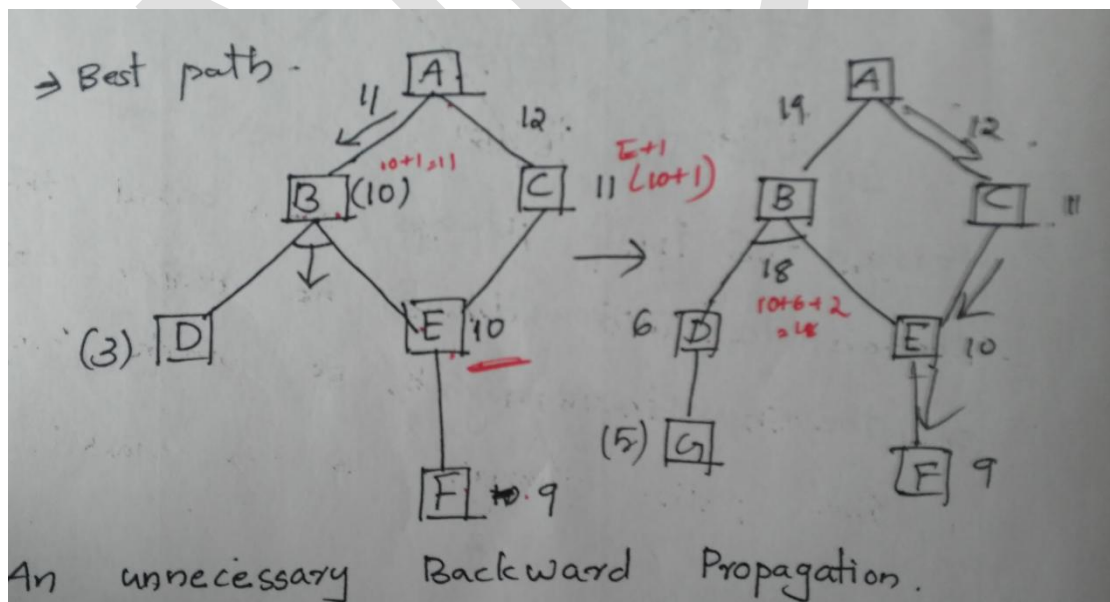 ⇒ Best path -
A
11
12.
10+1=11
B (10)
C 11
E+1
(10+1)
(3) D
E 10
F 9
→
A
19
12
B
C 11
18
10+6+2
=18
6 D
E 10
(5) G
F 9
An unnecessary Backward Propagation.